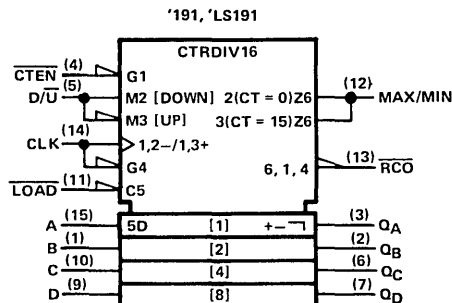 '191, 'LS191
CTRDIV16
CTEN (4) G1
D/U (5) M2 [DOWN] 2(CT = 0)Z6 (12) MAX/MIN
M3 [UP] 3(CT = 15)Z6
CLK (14) 1,2–/1,3+
G4 6, 1, 4 (13) RCO
LOAD (11) C5
A (15) 5D [1] +– (3) QA
B (1) [2] (2) QB
C (10) [4] (6) QC
D (9) [8] (7) QD